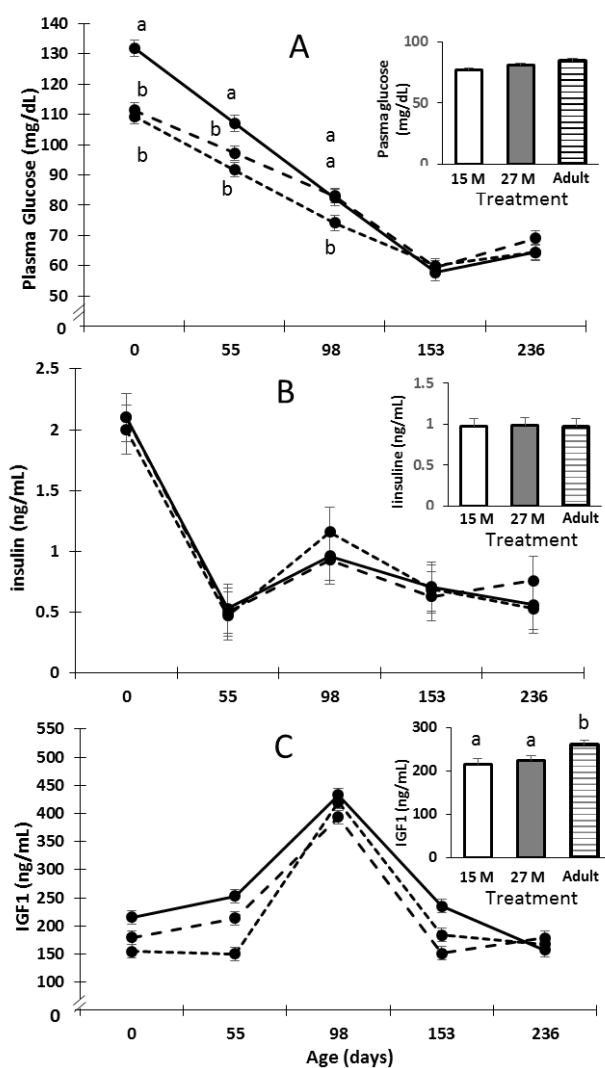 A
Plasma Glucose (mg/dL)
140
130
120
110
100
90
80
70
60
50
0
a
b
b
a
b
b
a
a
b
0 55 98 153 236
Plasma glucose
(mg/dL)
100
50
0
15 M 27 M Adult
Treatment
B
insulin (ng/mL)
2.5
2
1.5
1
0.5
0
0 55 98 153 236
Iinsuline (ng/mL)
1.5
1
0.5
0
15 M 27 M Adult
Treatment
C
IGF1 (ng/mL)
550
500
450
400
350
300
250
200
150
100
0
0 55 98 153 236
Age (days)
IGF1 (ng/mL)
300
200
100
0
a a b
15 M 27 M Adult
Treatment